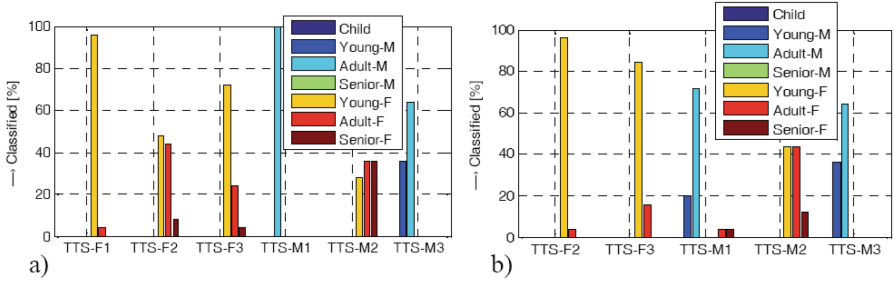 100
80
60
40
20
0
→ Classified [%]
Child
Young-M
Adult-M
Senior-M
Young-F
Adult-F
Senior-F
TTS-F1 TTS-F2 TTS-F3 TTS-M1 TTS-M2 TTS-M3
a)
100
80
60
40
20
0
→ Classified [%]
Child
Young-M
Adult-M
Senior-M
Young-F
Adult-F
Senior-F
TTS-F2 TTS-F3 TTS-M1 TTS-M2 TTS-M3
b)